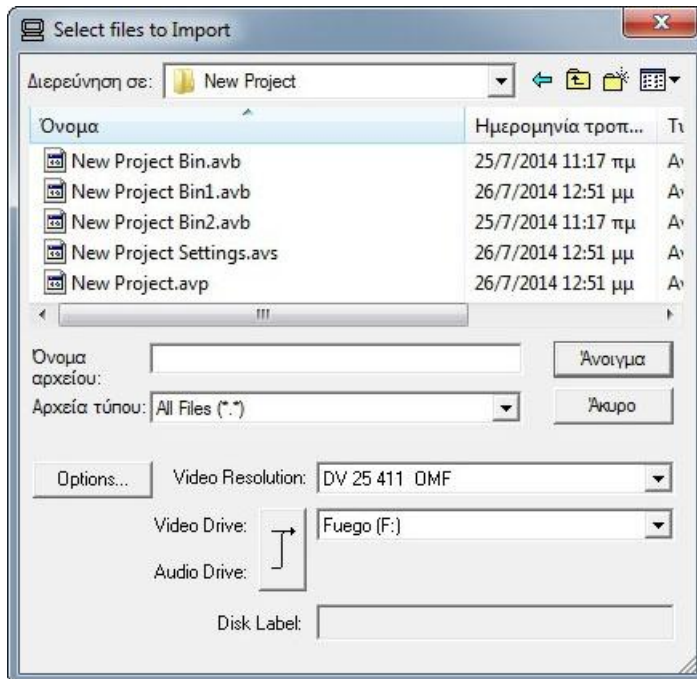 Select files to Import
Διερεύνηση σε: New Project
Όνομα Ημερομηνία τροπ...
New Project Bin.avb 25/7/2014 11:17 πμ
New Project Bin1.avb 26/7/2014 12:51 μμ
New Project Bin2.avb 25/7/2014 11:17 πμ
New Project Settings.avs 26/7/2014 12:51 μμ
New Project.avp 26/7/2014 12:51 μμ
Όνομα
αρχείου:
Άνοιγμα
Αρχεία τύπου: All Files (*.*) Άκυρο
Options... Video Resolution: DV 25 411 OMF
Video Drive: Fuego (F:)
Audio Drive:
Disk Label: